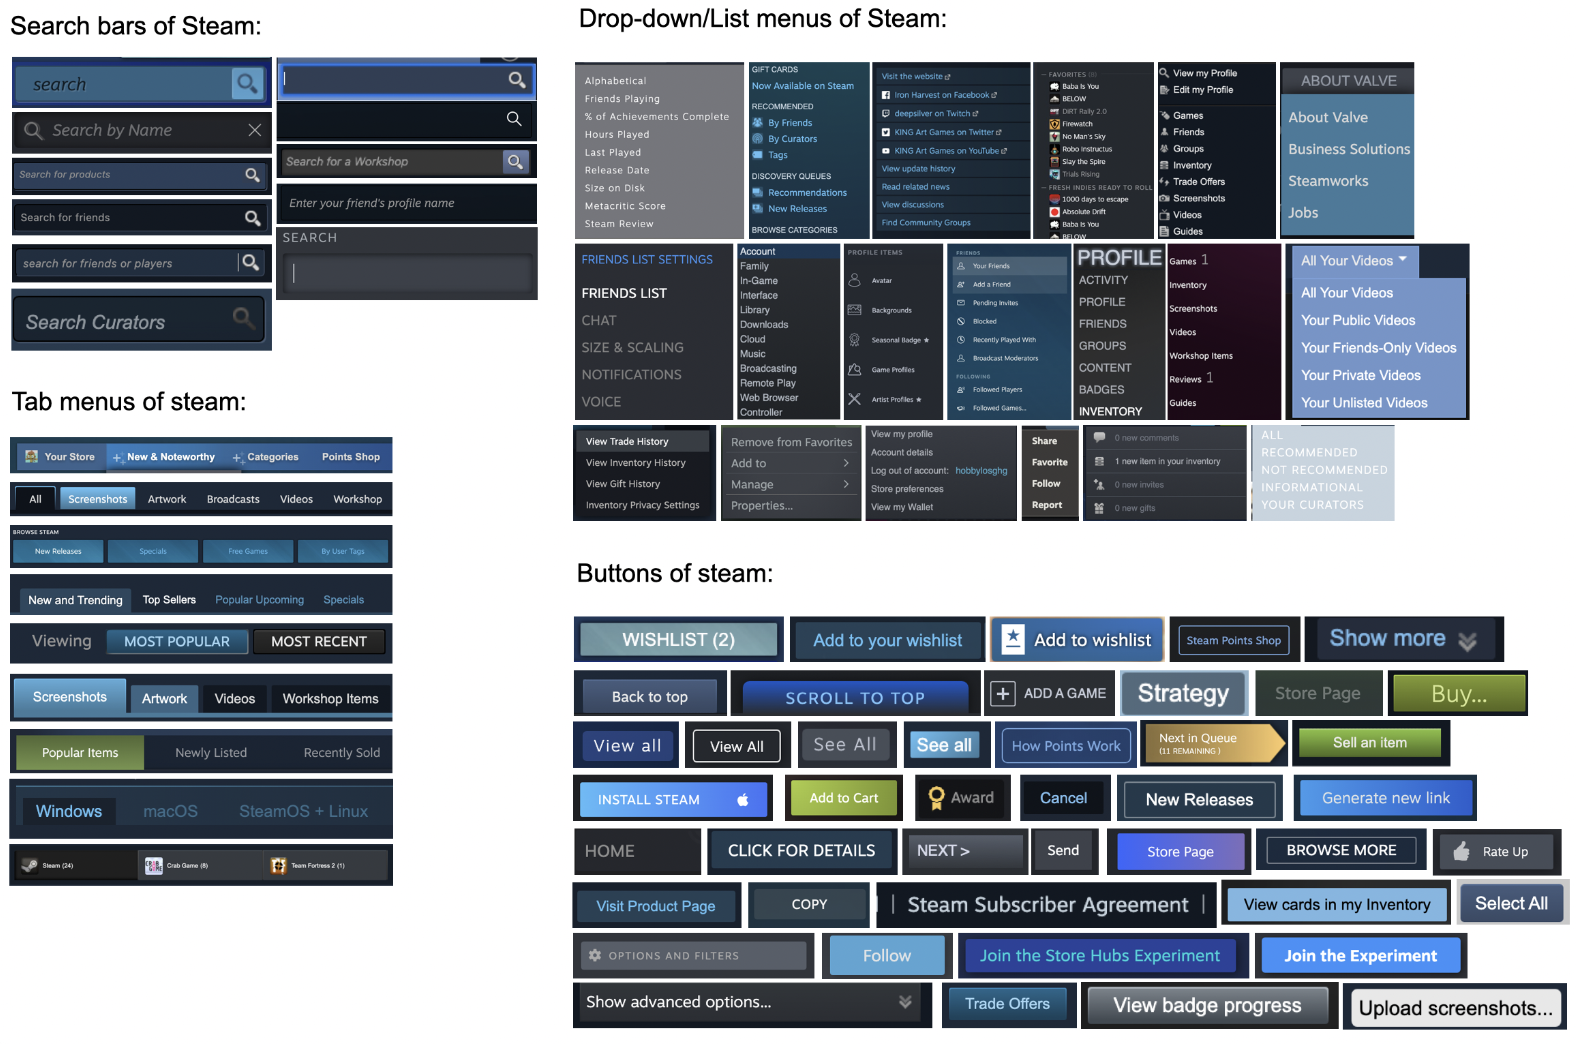 Search bars of Steam:
search
Search by Name
Search for products
Search for friends
search for friends or players
Search Curators
Search for a Workshop
Enter your friend's profile name
SEARCH
Tab menus of steam:
Your Store New & Noteworthy Categories Points Shop
All Screenshots Artwork Broadcasts Videos Workshop
BROWSE STEAM
New Releases Specials Free Games By User Tags
New and Trending Top Sellers Popular Upcoming Specials
Viewing MOST POPULAR MOST RECENT
Screenshots Artwork Videos Workshop Items
Popular Items Newly Listed Recently Sold
Windows macOS SteamOS + Linux
Steam (24) Crab Game (8) Team Fortress 2 (1)
Drop-down/List menus of Steam:
Alphabetical
Friends Playing
% of Achievements Complete
Hours Played
Last Played
Release Date
Size on Disk
Metacritic Score
Steam Review
GIFT CARDS
Now Available on Steam
RECOMMENDED
By Friends
By Curators
Tags
DISCOVERY QUEUES
Recommendations
New Releases
BROWSE CATEGORIES
Visit the website
Iron Harvest on Facebook
deepsilver on Twitch
KING Art Games on Twitter
KING Art Games on YouTube
View update history
Read related news
View discussions
Find Community Groups
— FAVORITES (9)
Baba Is You
BELOW
DiRT Rally 2.0
Firewatch
No Man's Sky
Robo Instructus
Slay the Spire
Trials Rising
— FRESH INDIES READY TO ROLL
1000 days to escape
Absolute Drift
Baba Is You
BELOW
View my Profile
Edit my Profile
Games
Friends
Groups
Inventory
Trade Offers
Screenshots
Videos
Guides
ABOUT VALVE
About Valve
Business Solutions
Steamworks
Jobs
FRIENDS LIST SETTINGS
FRIENDS LIST
CHAT
SIZE & SCALING
NOTIFICATIONS
VOICE
Account
Family
In-Game
Interface
Library
Downloads
Cloud
Music
Broadcasting
Remote Play
Web Browser
Controller
PROFILE ITEMS
Avatar
Backgrounds
Seasonal Badge ★
Game Profiles
Artist Profiles ★
FRIENDS
Your Friends
Add a Friend
Pending Invites
Blocked
Recently Played With
Broadcast Moderators
FOLLOWING
Followed Players
Followed Games...
PROFILE
ACTIVITY
PROFILE
FRIENDS
GROUPS
CONTENT
BADGES
INVENTORY
Games 1
Inventory
Screenshots
Videos
Workshop Items
Reviews 1
Guides
All Your Videos
All Your Videos
Your Public Videos
Your Friends-Only Videos
Your Private Videos
Your Unlisted Videos
View Trade History
View Inventory History
View Gift History
Inventory Privacy Settings
Remove from Favorites
Add to >
Manage >
Properties...
View my profile
Account details
Log out of account: hobbylosghg
Store preferences
View my Wallet
Share
Favorite
Follow
Report
0 new comments
1 new item in your inventory
0 new invites
0 new gifts
ALL
RECOMMENDED
NOT RECOMMENDED
INFORMATIONAL
YOUR CURATORS
Buttons of steam:
WISHLIST (2) Add to your wishlist Add to wishlist Steam Points Shop Show more
Back to top SCROLL TO TOP + ADD A GAME Strategy Store Page Buy...
View all View All See All See all How Points Work Next in Queue Sell an item
(11 REMAINING )
INSTALL STEAM Add to Cart Award Cancel New Releases Generate new link
HOME CLICK FOR DETAILS NEXT > Send Store Page BROWSE MORE Rate Up
Visit Product Page COPY | Steam Subscriber Agreement | View cards in my Inventory Select All
OPTIONS AND FILTERS Follow Join the Store Hubs Experiment Join the Experiment
Show advanced options... Trade Offers View badge progress Upload screenshots...